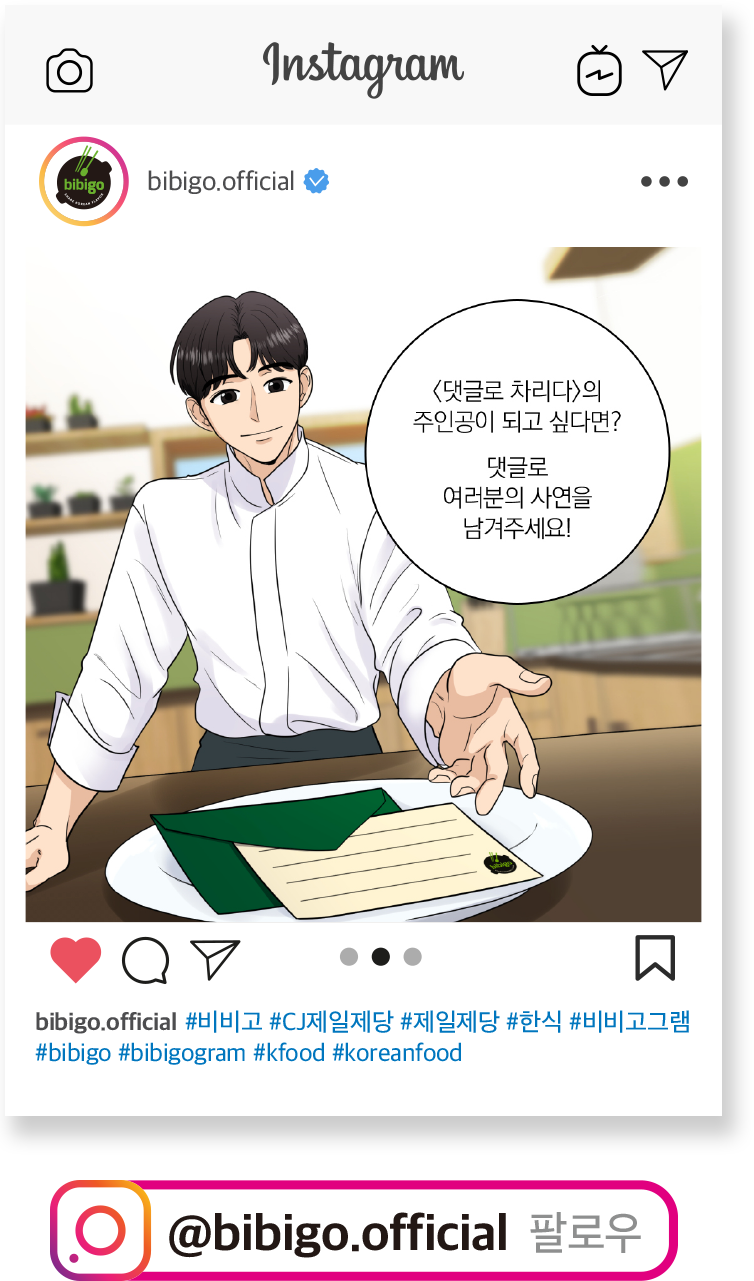 Instagram
bibigo
bibigo.official
〈댓글로 차리다〉의
주인공이 되고 싶다면?
댓글로
여러분의 사연을
남겨주세요!
bibigo
bibigo.official #비비고 #CJ제일제당 #제일제당 #한식 #비비고그램
#bibigo #bibigogram #kfood #koreanfood
@bibigo.official 팔로우